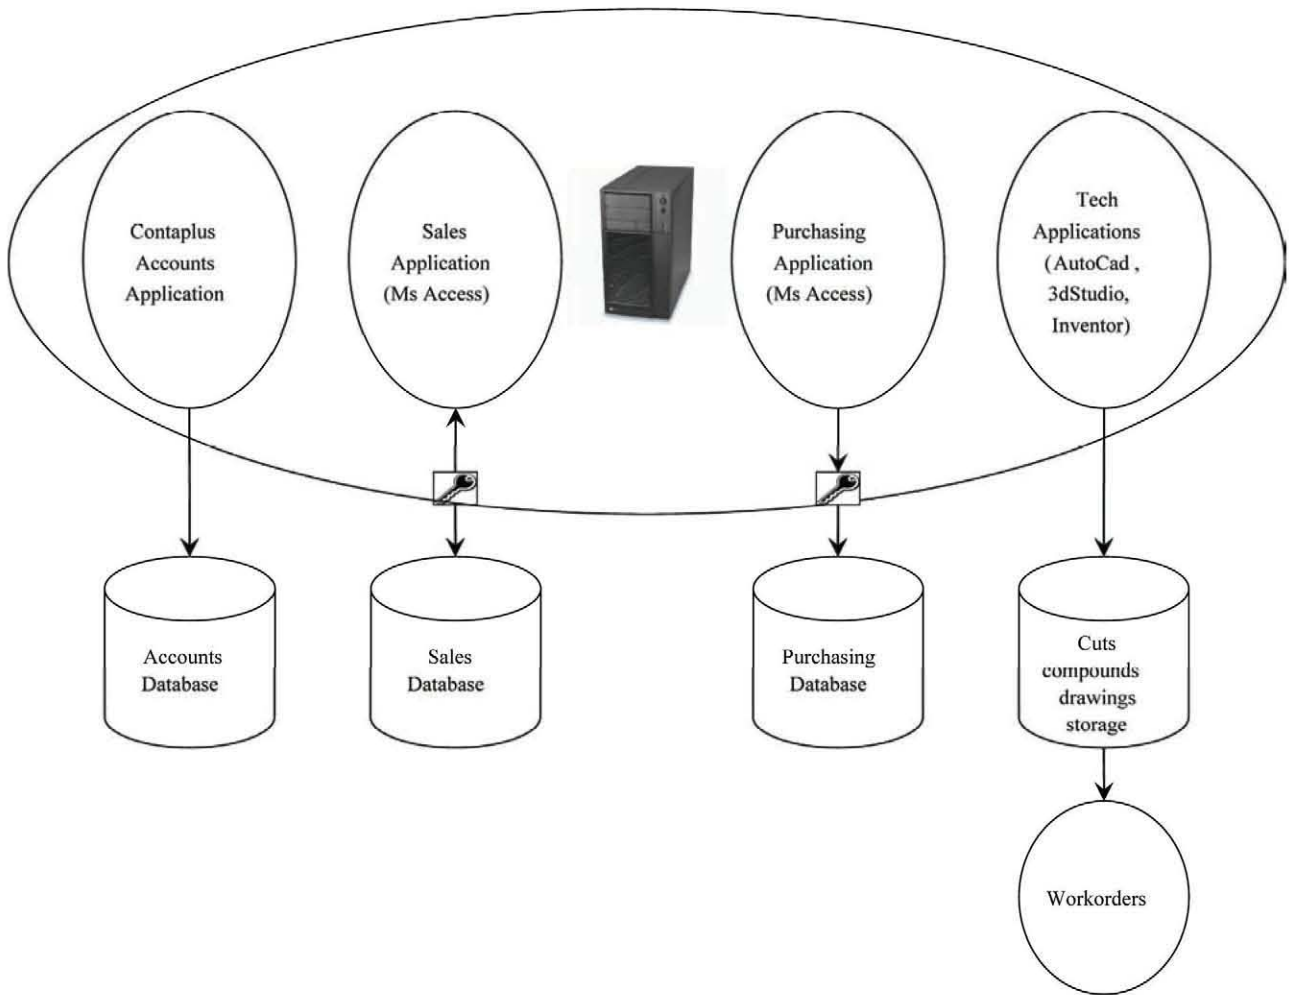 Contaplus
Accounts
Application
Sales
Application
(Ms Access)
Purchasing
Application
(Ms Access)
Tech
Applications
(AutoCad ,
3dStudio,
Inventor)
Accounts
Database
Sales
Database
Purchasing
Database
Cuts
compounds
drawings
storage
Workorders